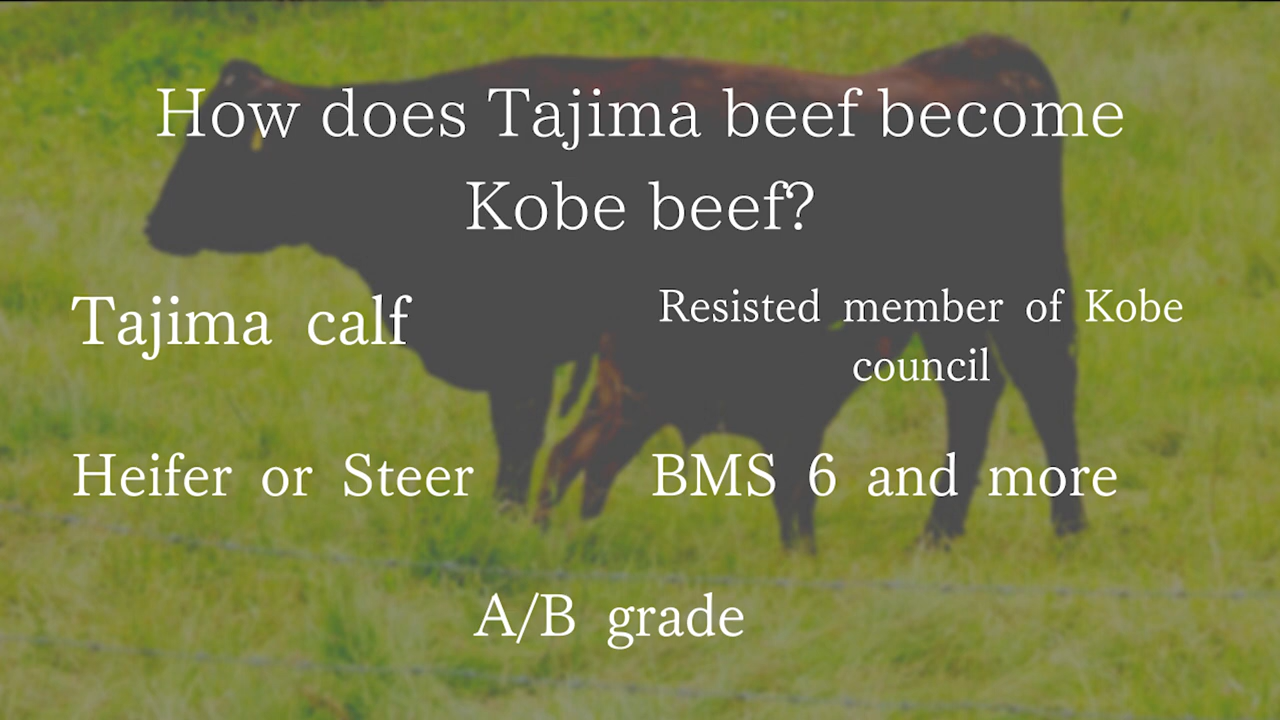 How does Tajima beef become
Kobe beef?
Tajima calf
Resisted member of Kobe
council
Heifer or Steer
BMS 6 and more
A/B grade